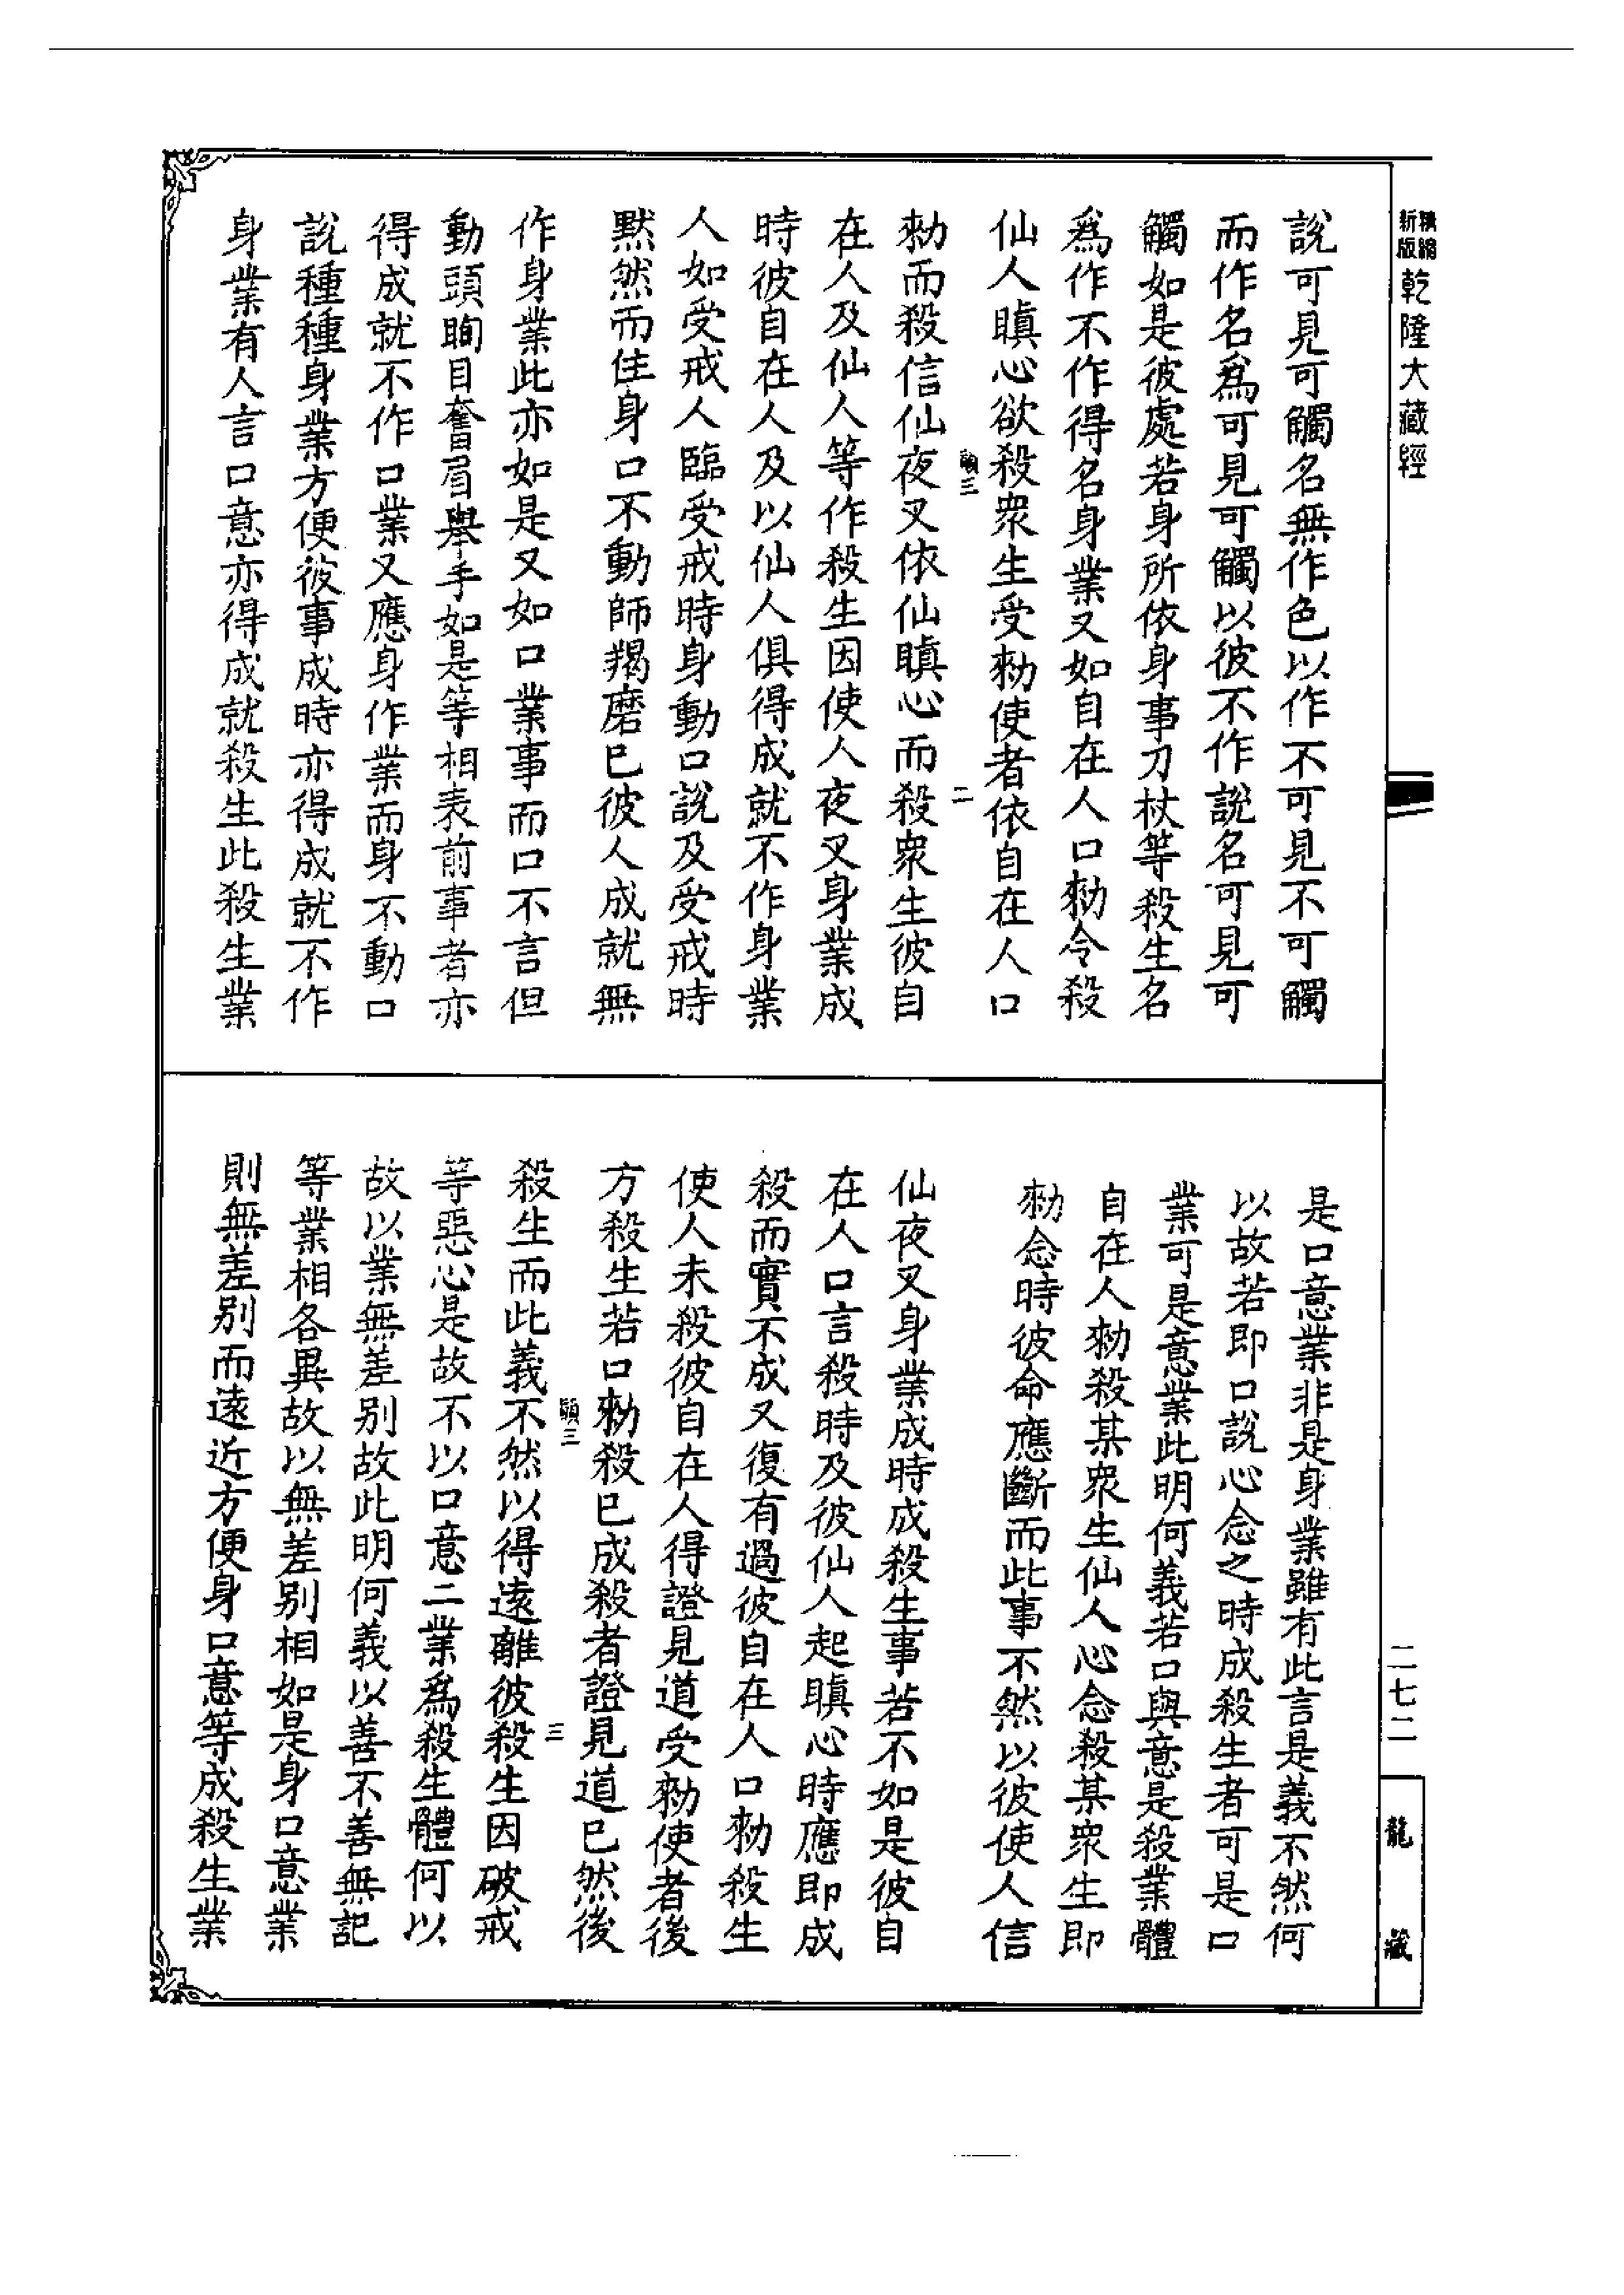 精縮新版乾隆大藏經
說可見可觸名無作色以作不可見不可觸
而作名爲可見可觸以彼不作說名可見可
觸如是彼處若身所依身事刀杖等殺生名
爲作不作得名身業又如自在人口勑令殺
仙人瞋心欲殺衆生受勑使者依自在人口
勑而殺信仙夜叉依仙瞋心而殺衆生彼自
在人及仙人等作殺生因使人夜叉身業成
時彼自在人及以仙人俱得成就不作身業
人如受戒人臨受戒時身動口說及受戒時
默然而住身口不動師羯磨已彼人成就無
作身業此亦如是又如口業事而口不言但
動頭眴目奮眉舉手如是等相表前事者亦
得成就不作口業又應身作業而身不動口
說種種身業方便彼事成時亦得成就不作
身業有人言口意亦得成就殺生此殺生業
是口意業非是身業雖有此言是義不然何
以故若即口說心念之時成殺生者可是口
業可是意業此明何義若口與意是殺業體
自在人勑殺某衆生仙人心念殺某衆生即
勑念時彼命應斷而此事不然以彼使人信
仙夜叉身業成時成殺生事若不如是彼自
在人口言殺時及彼仙人起瞋心時應即成
殺而實不成又復有過彼自在人口勑殺生
使人未殺彼自在人得證見道受勑使者後
方殺生若口勑殺已成殺者證見道已然後
殺生而此義不然以得遠離彼殺生因破戒
等惡心是故不以口意二業爲殺生體何以
故以業無差別故此明何義以善不善無記
等業相各異故以無差別相如是身口意業
則無差別而遠近方便身口意等成殺生業
二
三
二七二
龍藏